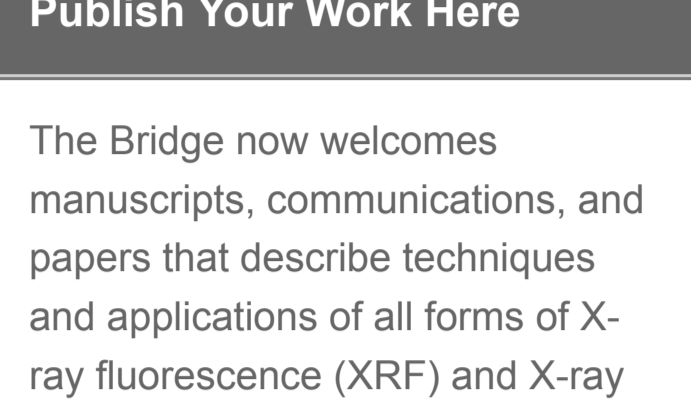 Publish Your Work Here
The Bridge now welcomes
manuscripts, communications, and
papers that describe techniques
and applications of all forms of X-
ray fluorescence (XRF) and X-ray